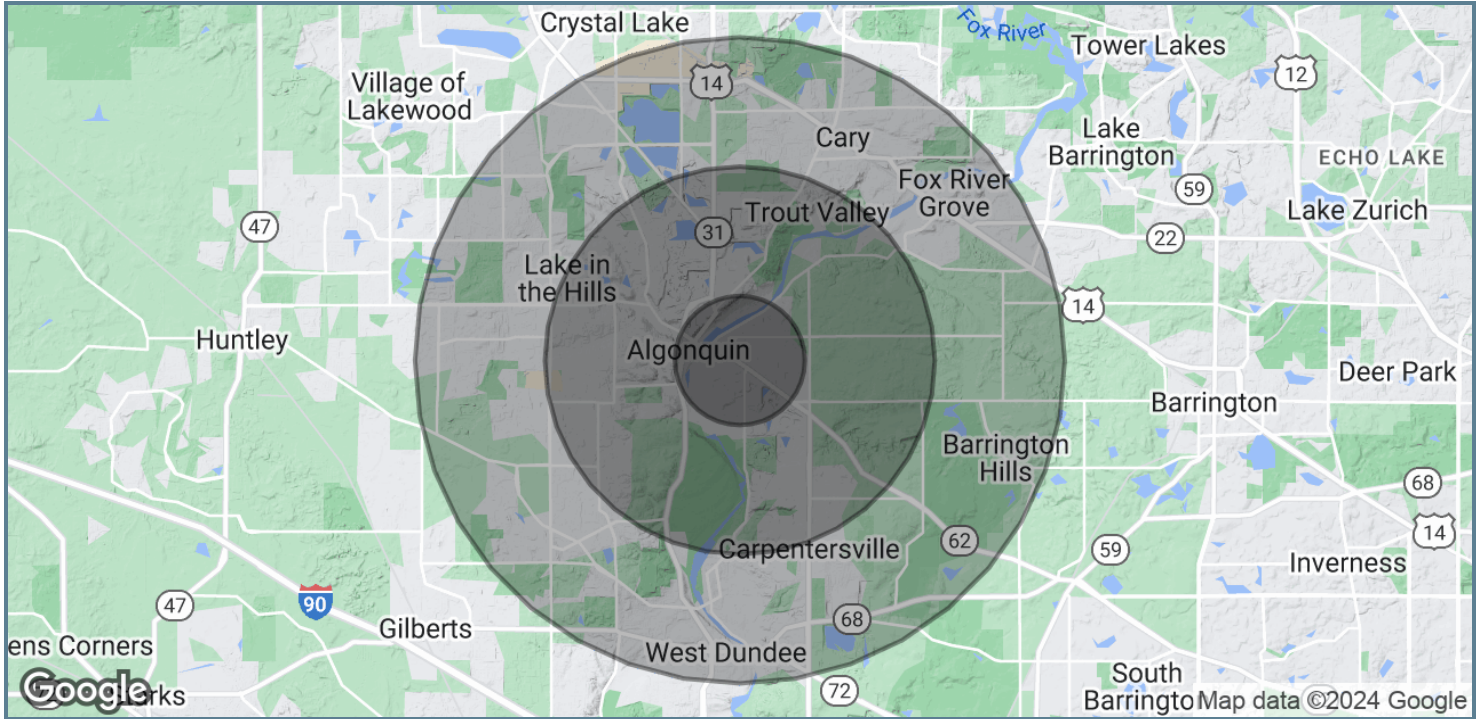 Crystal Lake
Fox River
Tower Lakes
12
14
Village of
Lakewood
Cary
Lake
Barrington
ECHO LAKE
59
Fox River
Grove
Trout Valley
Lake Zurich
47
31
22
Lake in
the Hills
14
Huntley
Algonquin
Deer Park
Barrington
Barrington
Hills
68
14
62
59
Carpentersville
Inverness
47
90
68
Gilberts
ens Corners
West Dundee
72
South
Barringto
Google
Map data ©2024 Google